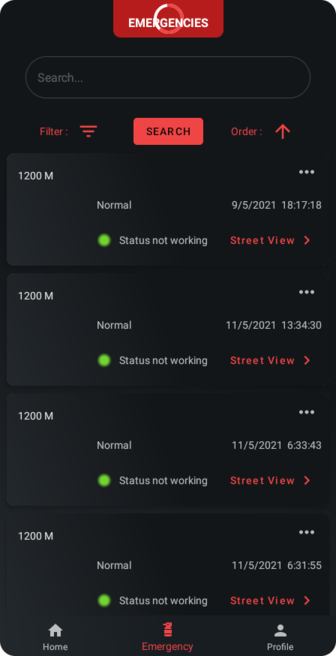 EMERGENCIES
Search...
Filter :
SEARCH
Order :
1200 M
Normal 9/5/2021 18:17:18
Status not working Street View
1200 M
Normal 11/5/2021 13:34:30
Status not working Street View
1200 M
Normal 11/5/2021 6:33:43
Status not working Street View
1200 M
Normal 11/5/2021 6:31:55
Status not working Street View
Home Emergency Profile